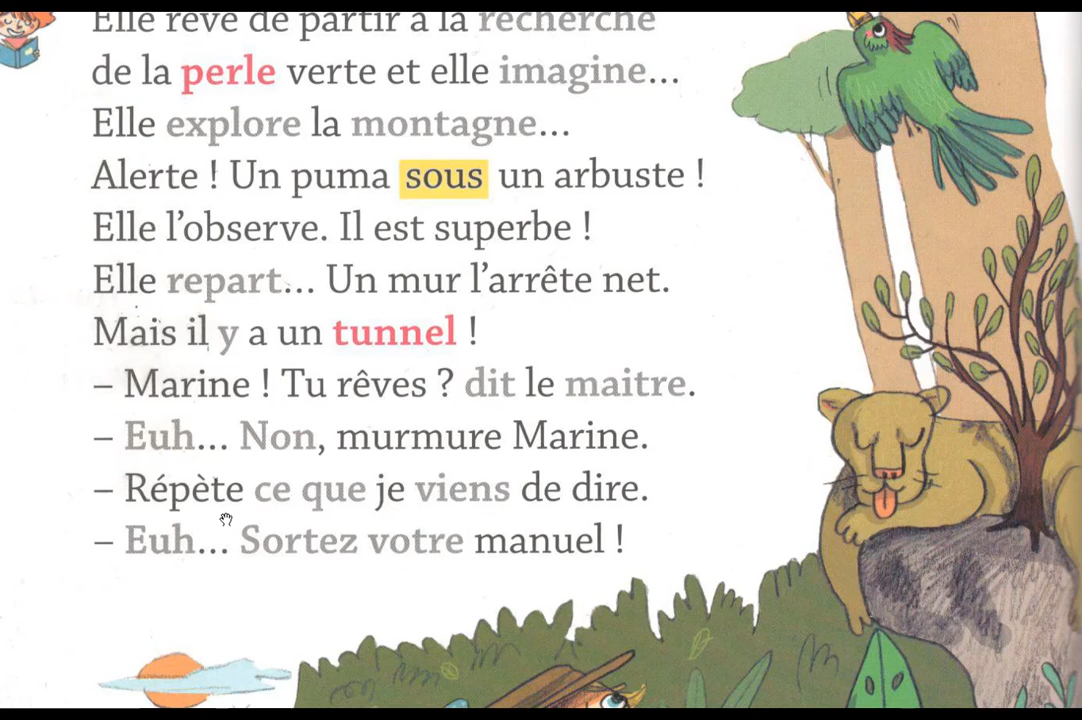 Elle rêve de partir à la recherche
de la perle verte et elle imagine...
Elle explore la montagne...
Alerte ! Un puma sous un arbuste !
Elle l'observe. Il est superbe !
Elle repart... Un mur l'arrête net.
Mais il y a un tunnel !
– Marine ! Tu rêves ? dit le maitre.
– Euh... Non, murmure Marine.
– Répète ce que je viens de dire.
– Euh... Sortez votre manuel !